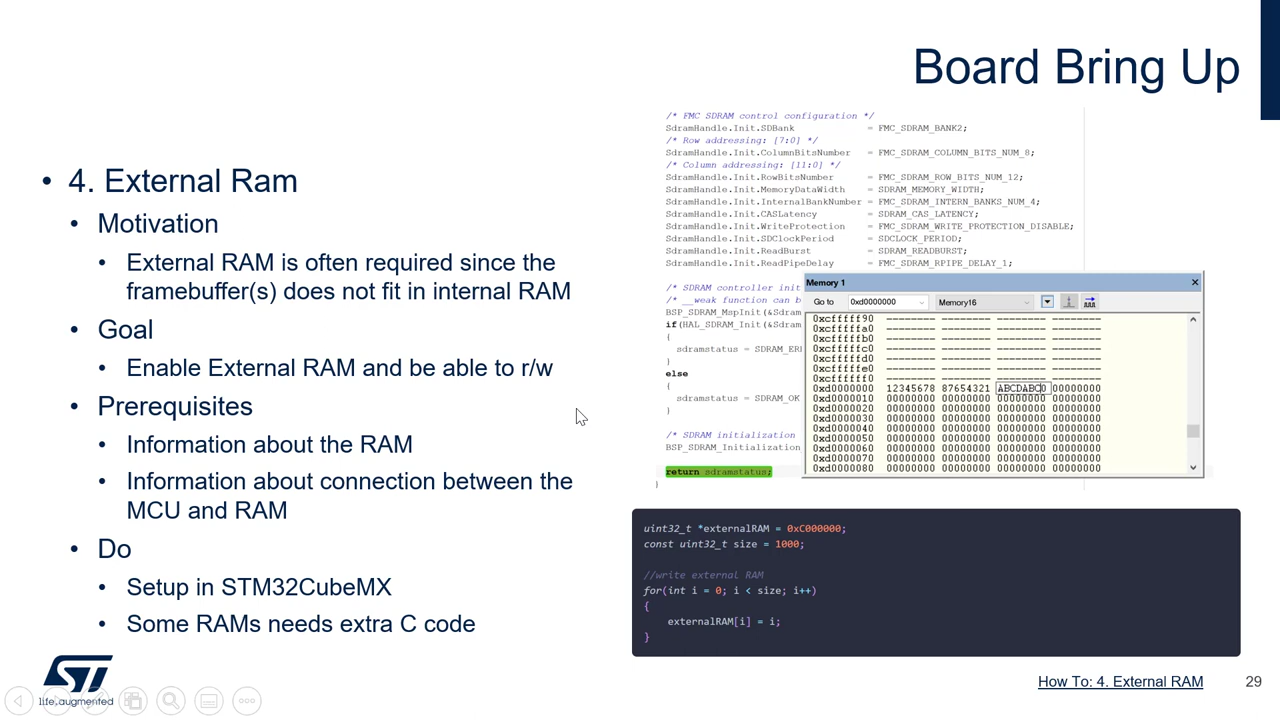 Board Bring Up
• 4. External Ram
• Motivation
• External RAM is often required since the
framebuffer(s) does not fit in internal RAM
• Goal
• Enable External RAM and be able to r/w
• Prerequisites
• Information about the RAM
• Information about connection between the
MCU and RAM
• Do
• Setup in STM32CubeMX
• Some RAMs needs extra C code
/* FMC SDRAM control configuration */
SdramHandle.Init.SDBank = FMC_SDRAM_BANK2;
/* Row addressing: [7:0] */
SdramHandle.Init.ColumnBitsNumber = FMC_SDRAM_COLUMN_BITS_NUM_8;
/* Column addressing: [11:0] */
SdramHandle.Init.RowBitsNumber = FMC_SDRAM_ROW_BITS_NUM_12;
SdramHandle.Init.MemoryDataWidth = SDRAM_MEMORY_WIDTH;
SdramHandle.Init.InternalBankNumber = FMC_SDRAM_INTERN_BANKS_NUM_4;
SdramHandle.Init.CASLatency = SDRAM_CAS_LATENCY;
SdramHandle.Init.WriteProtection = FMC_SDRAM_WRITE_PROTECTION_DISABLE;
SdramHandle.Init.SDClockPeriod = SDCLOCK_PERIOD;
SdramHandle.Init.ReadBurst = SDRAM_READBURST;
SdramHandle.Init.ReadPipeDelay = FMC_SDRAM_RPIPE_DELAY_1;
/* SDRAM controller init
/* __weak function can b
BSP_SDRAM_MspInit(&Sdram
if(HAL_SDRAM_Init(&Sdram
{
sdramstatus = SDRAM_ER
}
else
{
sdramstatus = SDRAM_OK
}
/* SDRAM initialization
BSP_SDRAM_Initialization
return sdramstatus;
}
Memory 1
Go to 0xd0000000 Memory16
0xcfffff90 -------- -------- -------- --------
0xcfffffa0 -------- -------- -------- --------
0xcfffffb0 -------- -------- -------- --------
0xcfffffc0 -------- -------- -------- --------
0xcfffffd0 -------- -------- -------- --------
0xcfffffe0 -------- -------- -------- --------
0xcffffff0 -------- -------- -------- --------
0xd0000000 12345678 87654321 ABCDABC0 00000000
0xd0000010 00000000 00000000 00000000 00000000
0xd0000020 00000000 00000000 00000000 00000000
0xd0000030 00000000 00000000 00000000 00000000
0xd0000040 00000000 00000000 00000000 00000000
0xd0000050 00000000 00000000 00000000 00000000
0xd0000060 00000000 00000000 00000000 00000000
0xd0000070 00000000 00000000 00000000 00000000
0xd0000080 00000000 00000000 00000000 00000000
uint32_t *externalRAM = 0xC000000;
const uint32_t size = 1000;
//write external RAM
for(int i = 0; i < size; i++)
{
externalRAM[i] = i;
}
ST
life.augmented
How To: 4. External RAM
29